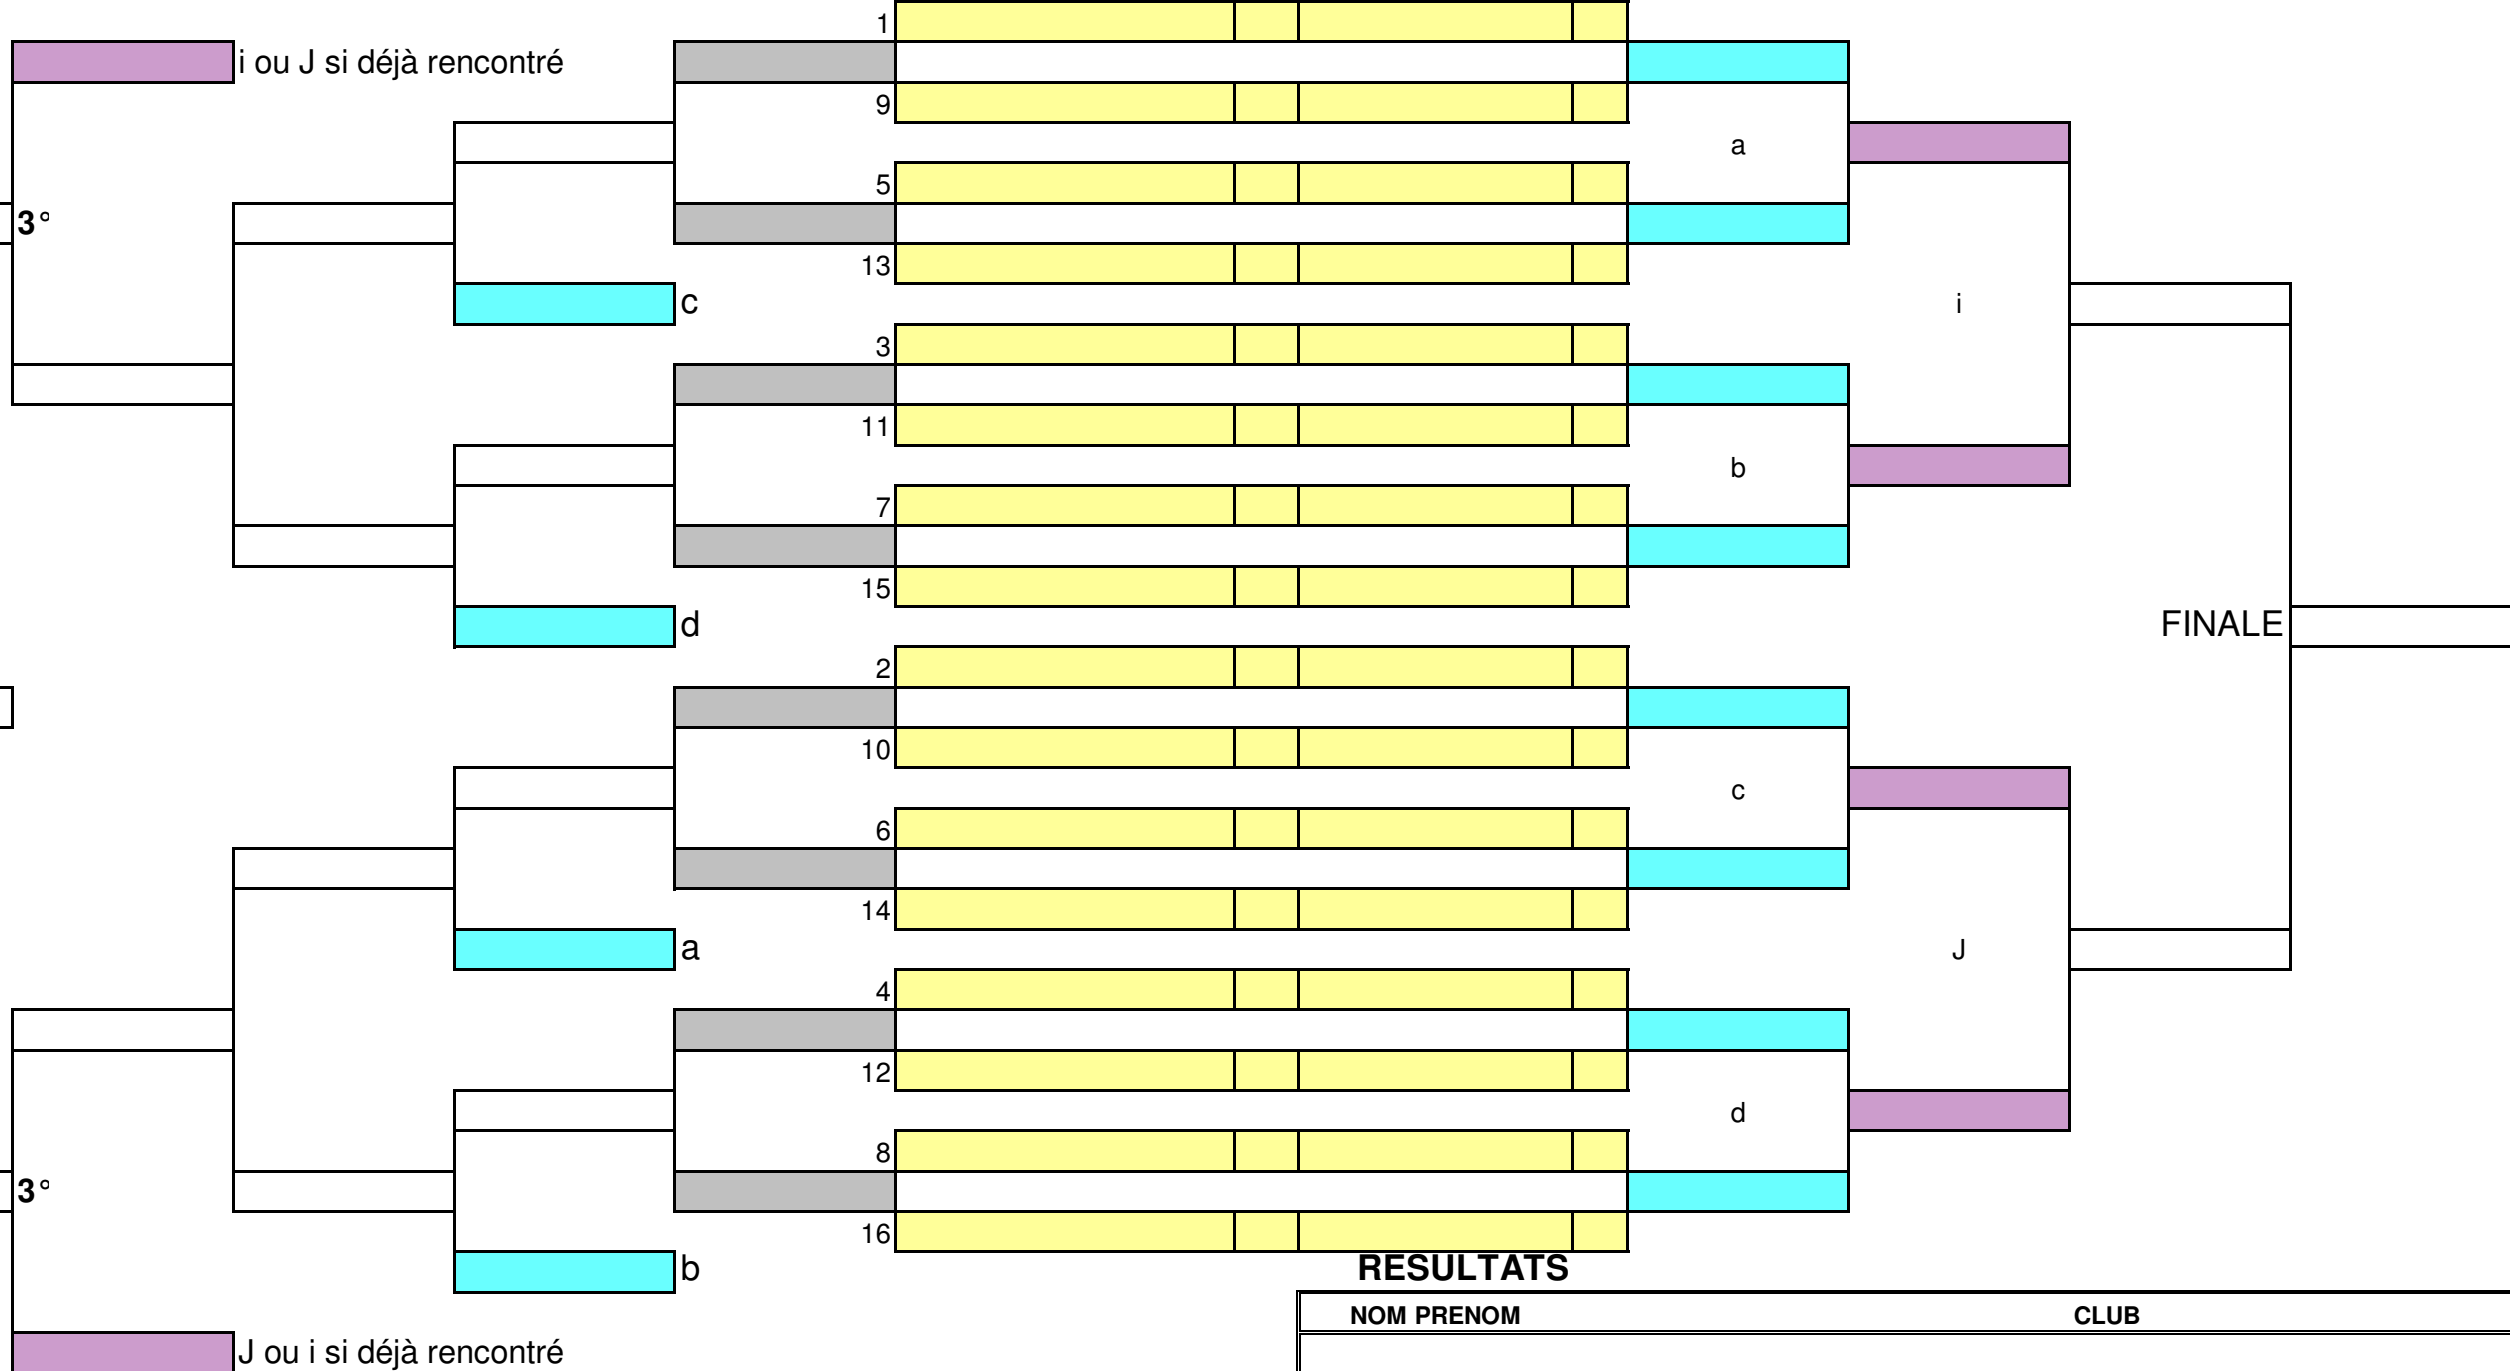 1
i ou J si déjà rencontré
9
a
5
3°
13
c
i
3
11
b
7
15
d
FINALE
2
10
c
6
14
a
J
4
12
d
8
3°
16
b
RESULTATS
NOM PRENOM CLUB
J ou i si déjà rencontré